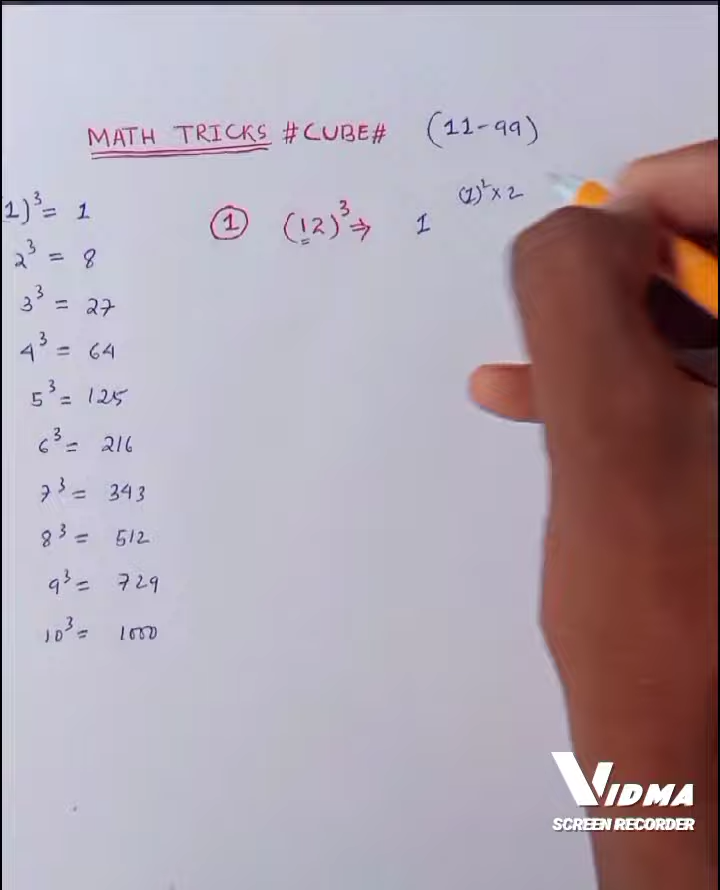 MATH TRICKS #CUBE# (11-99)
1)³= 1
2³ = 8
3³ = 27
4³ = 64
5³ = 125
6³ = 216
7³ = 343
8³ = 512
9³ = 729
10³ = 1000
① (12)³⇒ 1 (1)²×2
VIDMA
SCREEN RECORDER